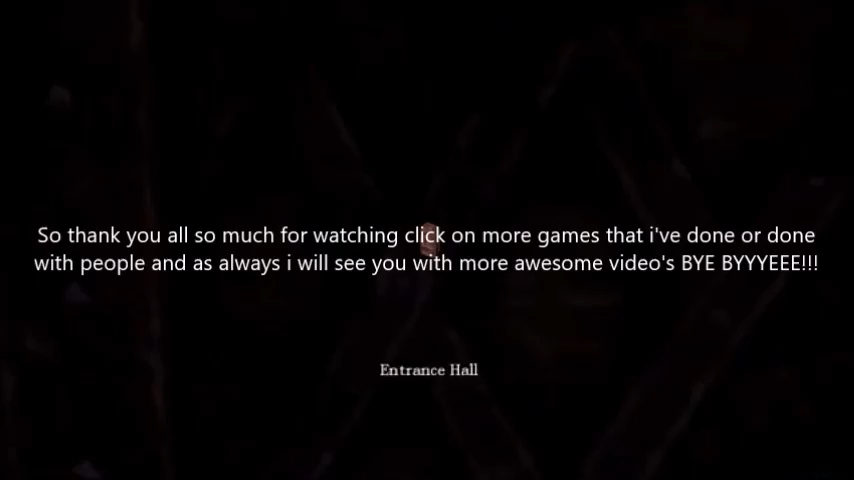 So thank you all so much for watching click on more games that i've done or done
with people and as always i will see you with more awesome video's BYE BYYYEEE!!!
Entrance Hall